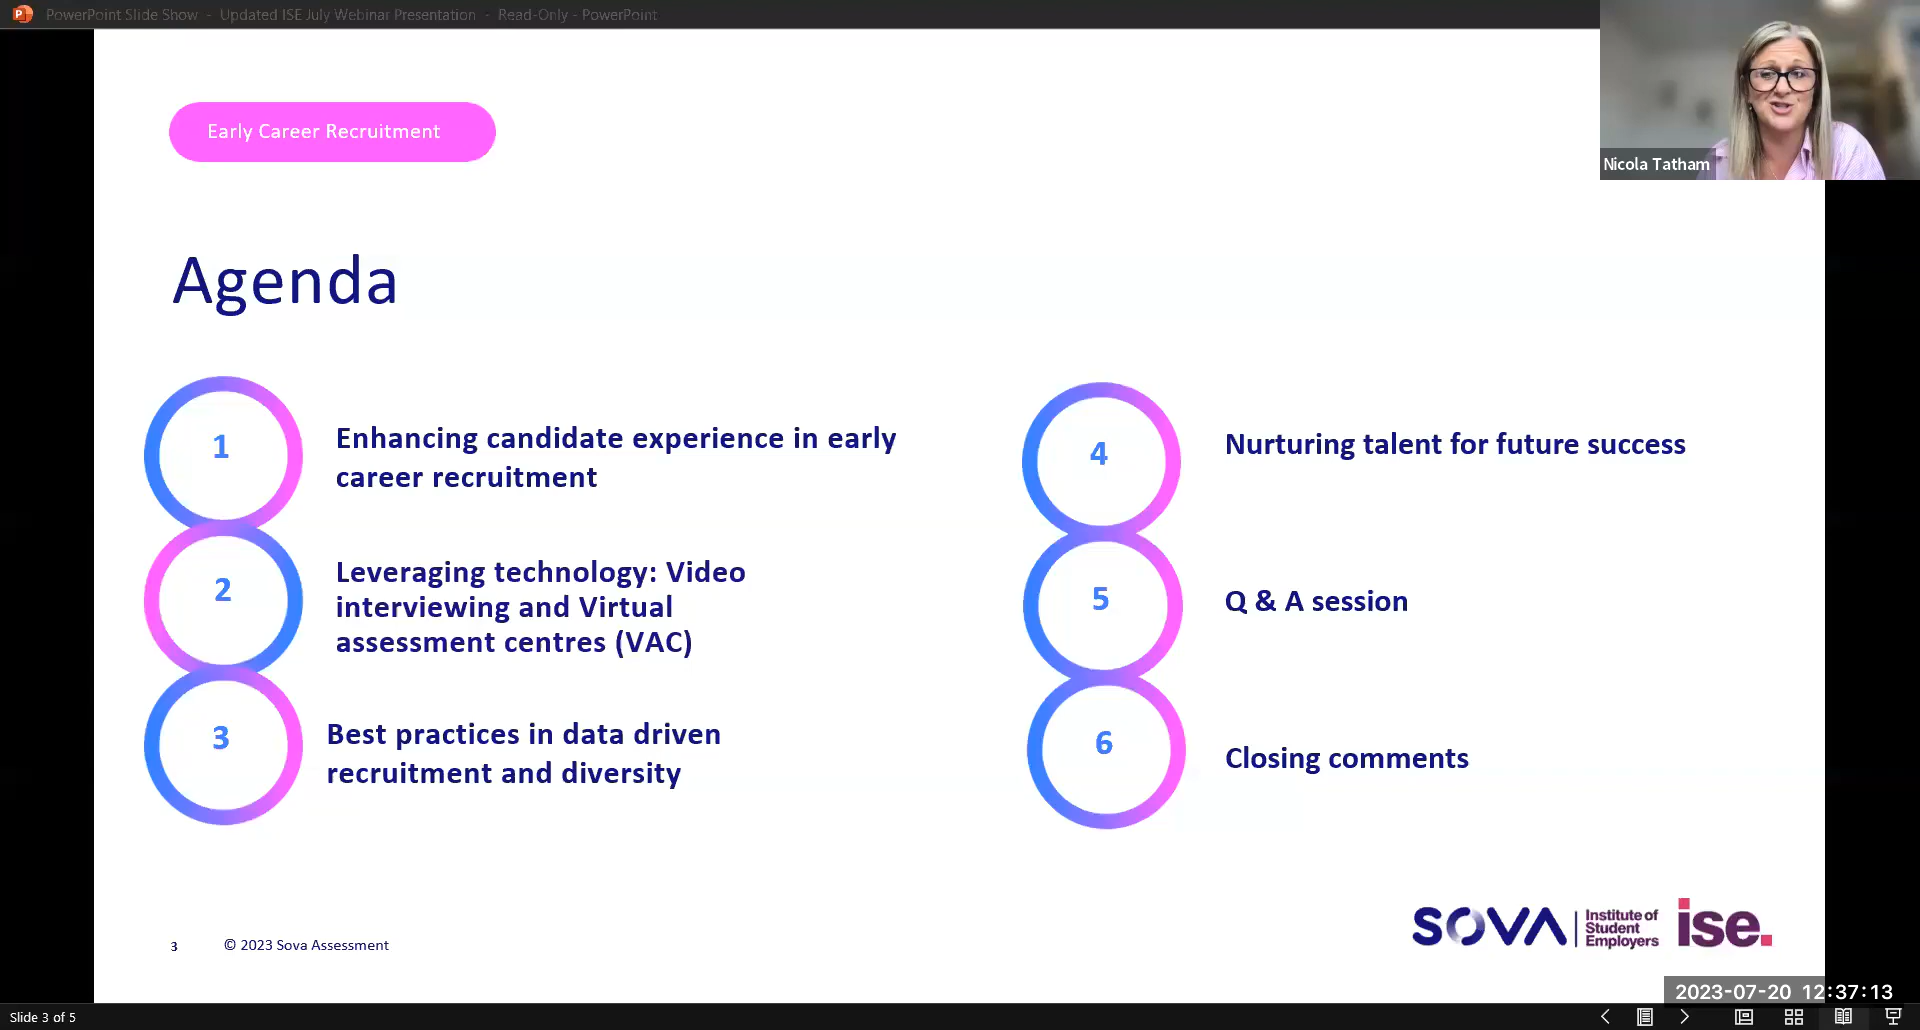 PowerPoint Slide Show - Updated ISE July Webinar Presentation - Read-Only - PowerPoint
Nicola Tatham
Early Career Recruitment
Agenda
1
Enhancing candidate experience in early
career recruitment
2
Leveraging technology: Video
interviewing and Virtual
assessment centres (VAC)
3
Best practices in data driven
recruitment and diversity
4
Nurturing talent for future success
5
Q & A session
6
Closing comments
3
© 2023 Sova Assessment
SOVA
Institute of
Student
Employers
ise.
2023-07-20 12:37:13
Slide 3 of 5